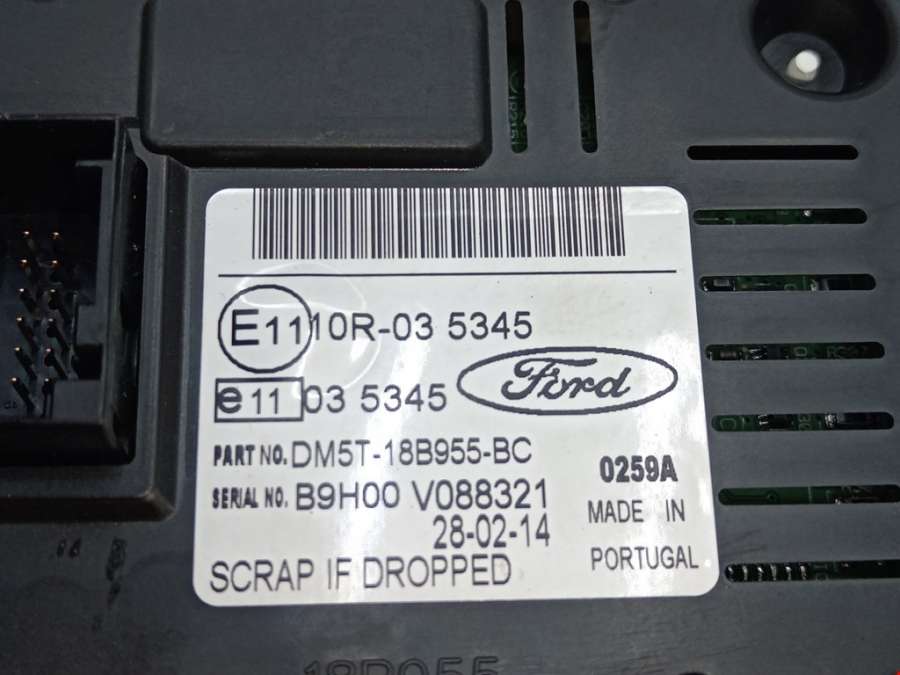 E11 10R-03 5345
e 11 03 5345
Ford
PART NO. DM5T-18B955-BC
SERIAL NO. B9H00 V088321
28-02-14
0259A
MADE IN
PORTUGAL
SCRAP IF DROPPED